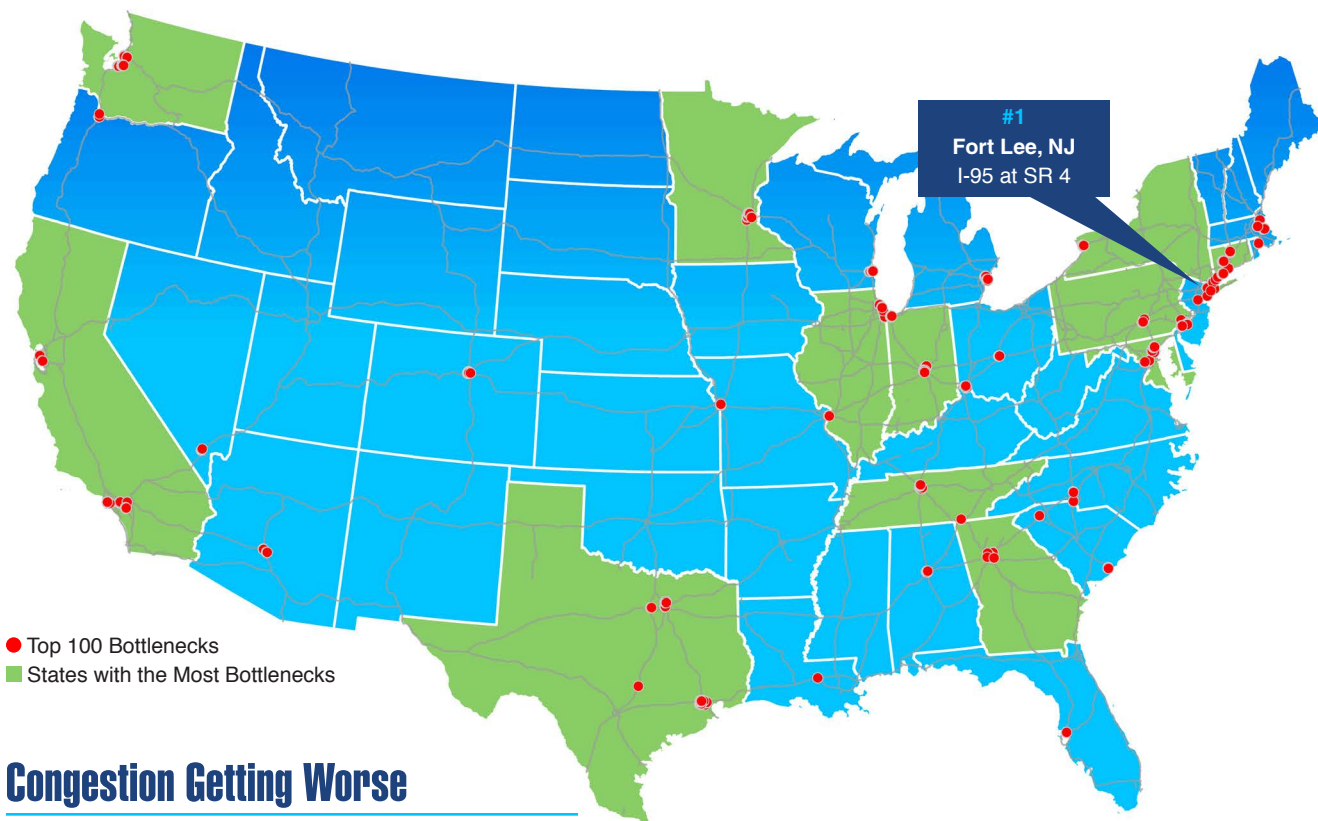 #1
Fort Lee, NJ
I-95 at SR 4
Top 100 Bottlenecks
States with the Most Bottlenecks
Congestion Getting Worse